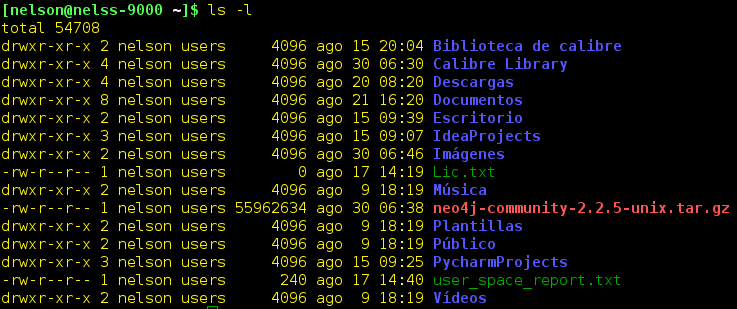 [nelson@nelss-9000 ~]$ ls -l
total 54708
drwxr-xr-x 2 nelson users     4096 ago 15 20:04 Biblioteca de calibre
drwxr-xr-x 4 nelson users     4096 ago 30 06:30 Calibre Library
drwxr-xr-x 4 nelson users     4096 ago 20 08:20 Descargas
drwxr-xr-x 8 nelson users     4096 ago 21 16:20 Documentos
drwxr-xr-x 2 nelson users     4096 ago 15 09:39 Escritorio
drwxr-xr-x 3 nelson users     4096 ago 15 09:07 IdeaProjects
drwxr-xr-x 2 nelson users     4096 ago 30 06:46 Imágenes
-rw-r--r-- 1 nelson users        0 ago 17 14:19 Lic.txt
drwxr-xr-x 2 nelson users     4096 ago  9 18:19 Música
-rw-r--r-- 1 nelson users 55962634 ago 30 06:38 neo4j-community-2.2.5-unix.tar.gz
drwxr-xr-x 2 nelson users     4096 ago  9 18:19 Plantillas
drwxr-xr-x 2 nelson users     4096 ago  9 18:19 Público
drwxr-xr-x 3 nelson users     4096 ago 15 09:25 PycharmProjects
-rw-r--r-- 1 nelson users      240 ago 17 14:40 user_space_report.txt
drwxr-xr-x 2 nelson users     4096 ago  9 18:19 Vídeos